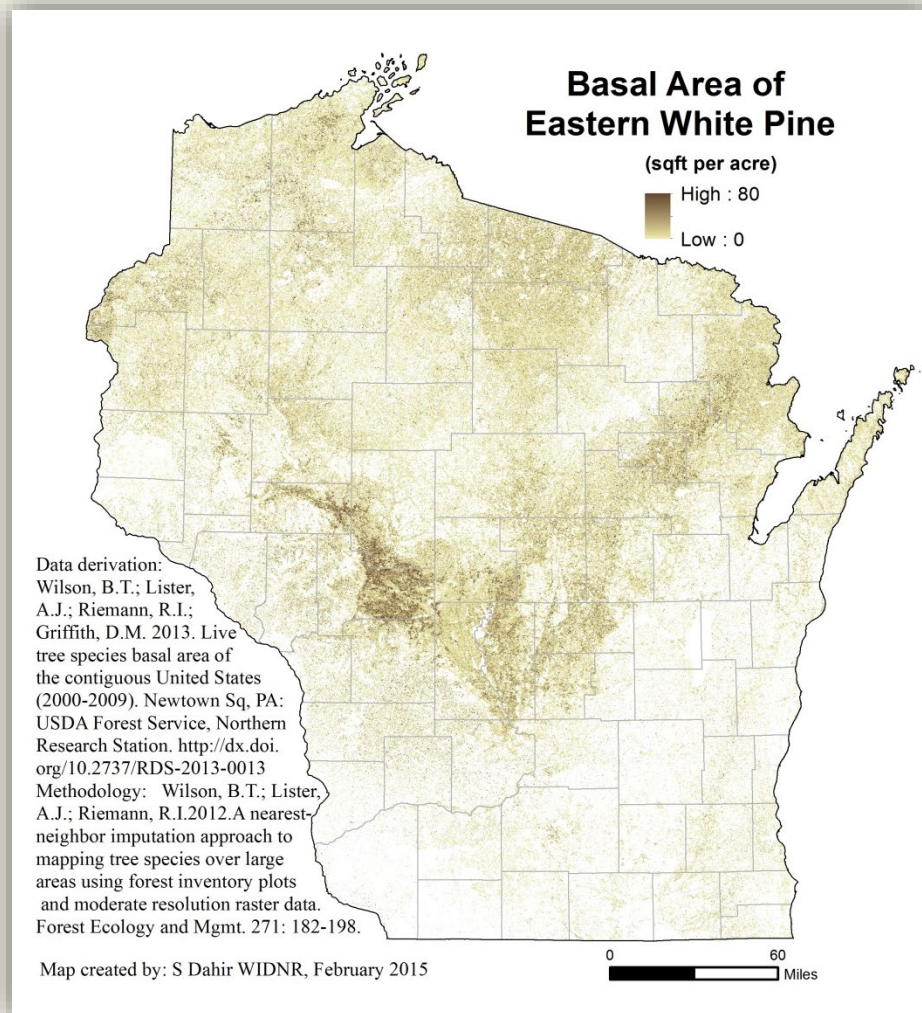 Basal Area of
Eastern White Pine
(sqft per acre)
High : 80
Low : 0
Data derivation:
Wilson, B.T.; Lister,
A.J.; Riemann, R.I.;
Griffith, D.M. 2013. Live
tree species basal area of
the contiguous United States
(2000-2009). Newtown Sq, PA:
USDA Forest Service, Northern
Research Station. http://dx.doi.
org/10.2737/RDS-2013-0013
Methodology: Wilson, B.T.; Lister,
A.J.; Riemann, R.I.2012.A nearest-
neighbor imputation approach to
mapping tree species over large
areas using forest inventory plots
and moderate resolution raster data.
Forest Ecology and Mgmt. 271: 182-198.
Map created by: S Dahir WIDNR, February 2015
0 60
Miles